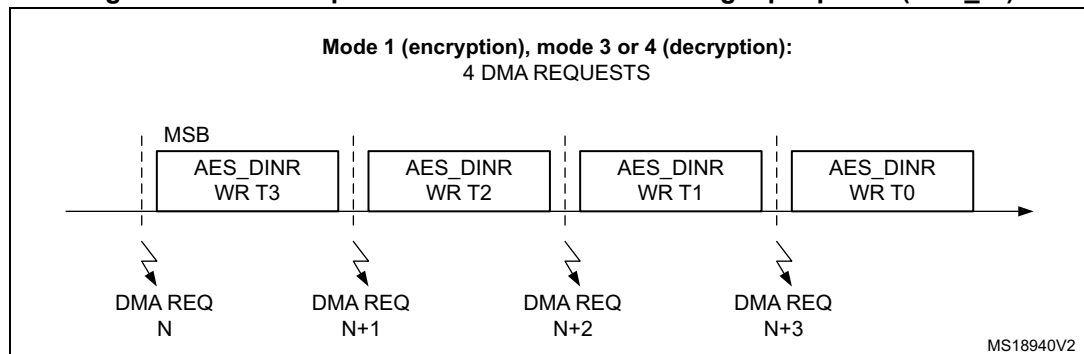 Mode 1 (encryption), mode 3 or 4 (decryption):
4 DMA REQUESTS
MSB
AES_DINR
WR T3
AES_DINR
WR T2
AES_DINR
WR T1
AES_DINR
WR T0
DMA REQ
N
DMA REQ
N+1
DMA REQ
N+2
DMA REQ
N+3
MS18940V2